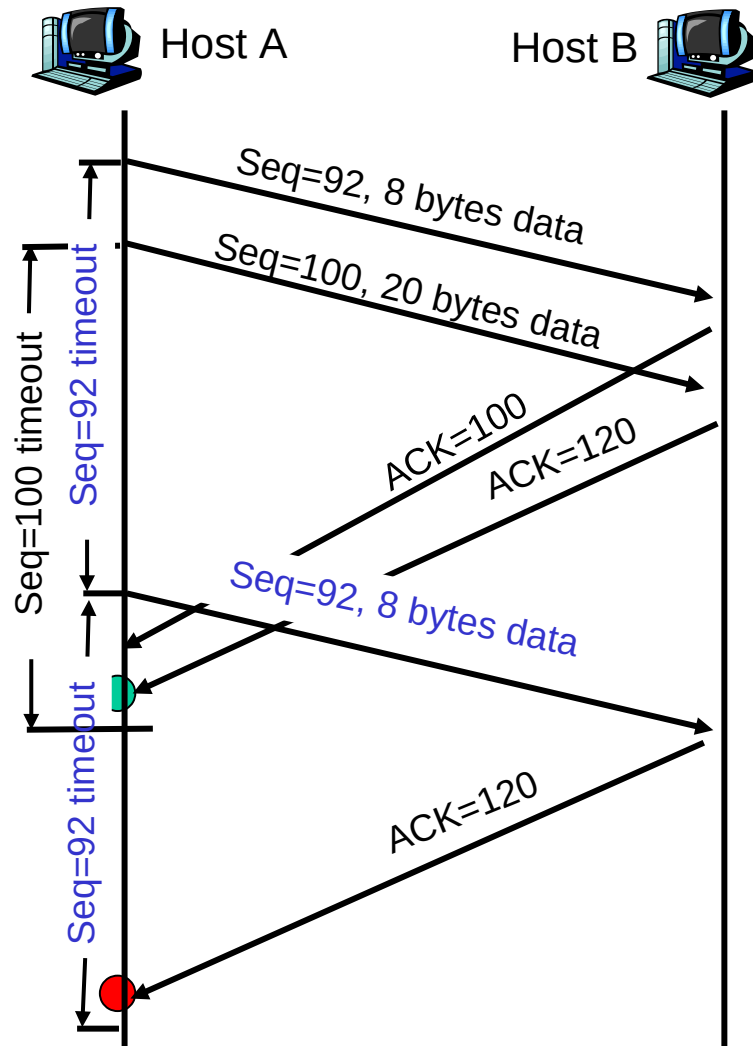 Host A
Host B
Seq=92, 8 bytes data
Seq=100, 20 bytes data
Seq=92 timeout
Seq=100 timeout
ACK=100
ACK=120
Seq=92, 8 bytes data
Seq=92 timeout
ACK=120